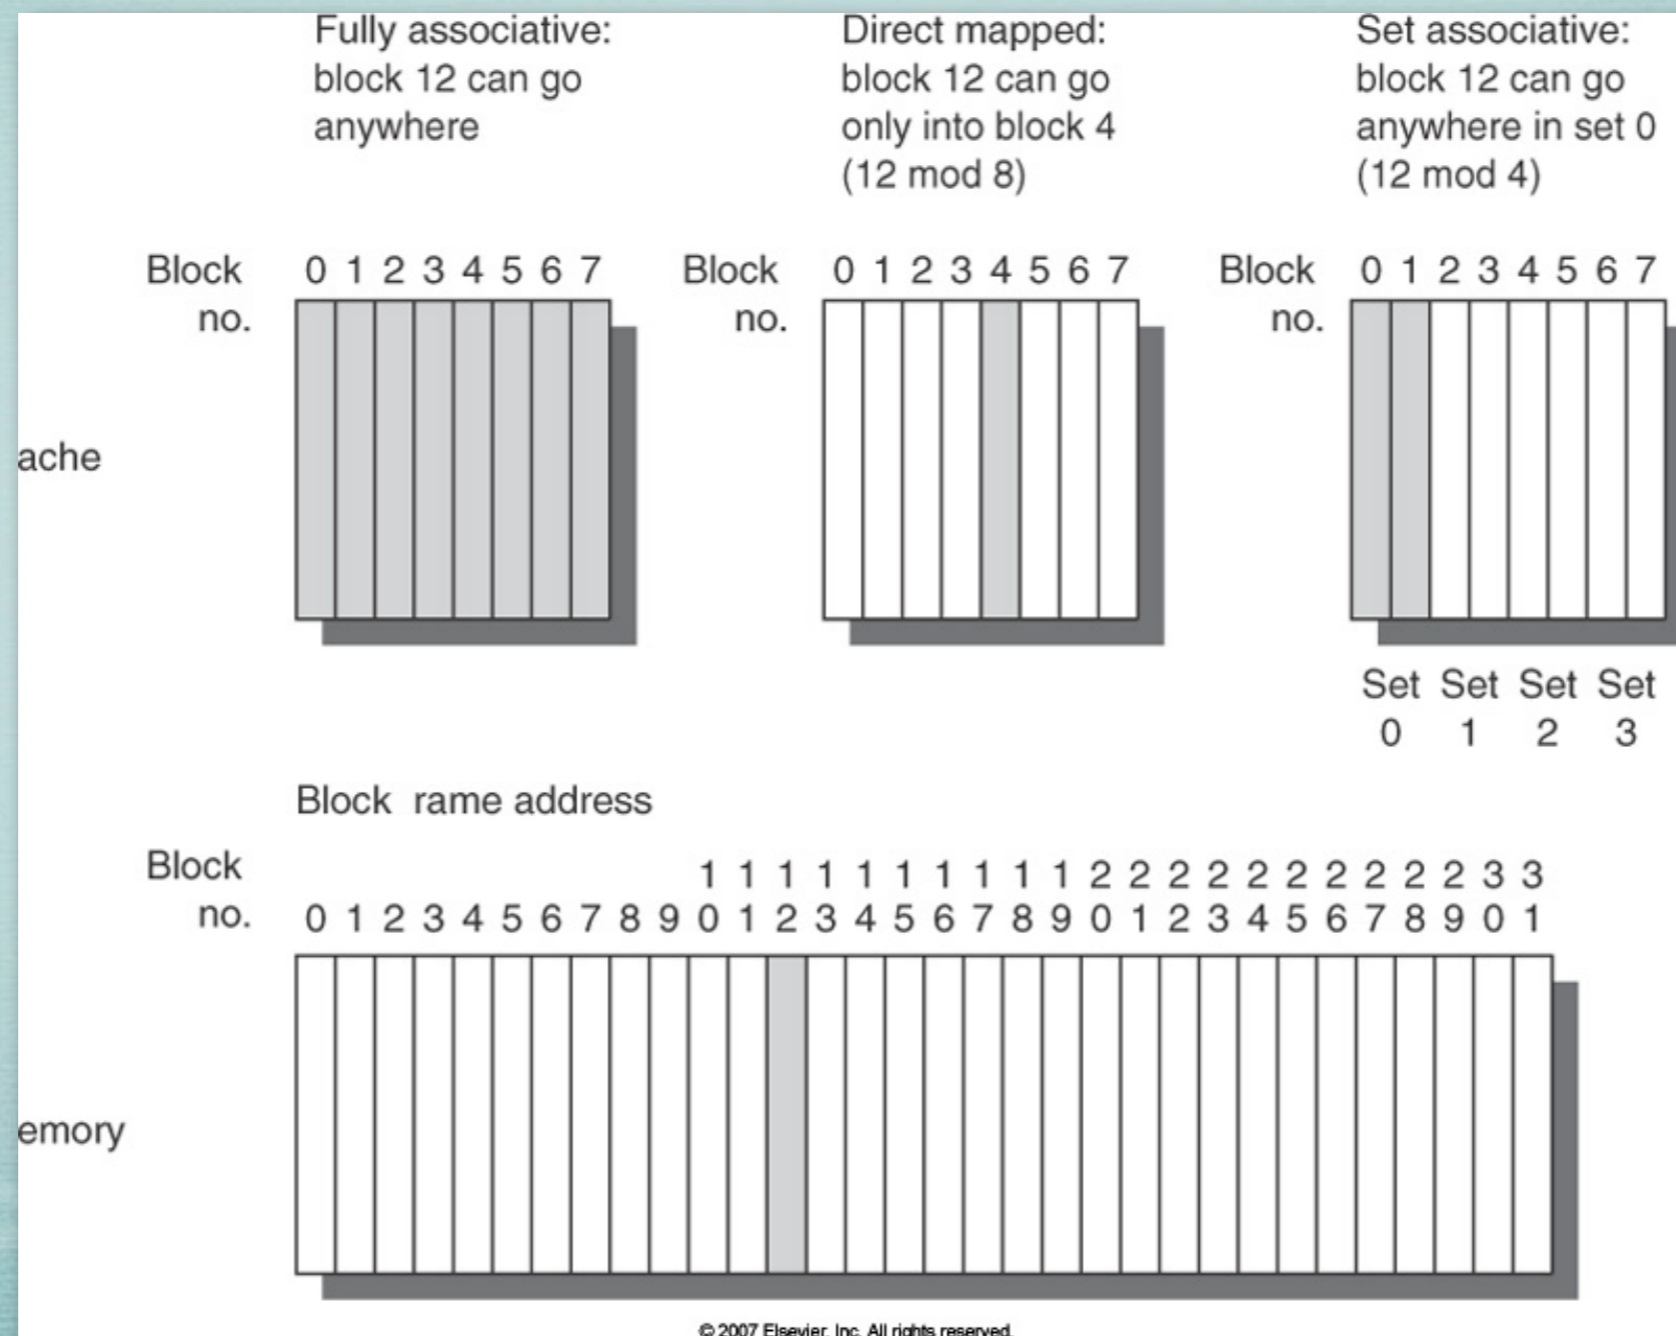 Fully associative:
block 12 can go
anywhere
Direct mapped:
block 12 can go
only into block 4
(12 mod 8)
Set associative:
block 12 can go
anywhere in set 0
(12 mod 4)
Block 0 1 2 3 4 5 6 7
no.
Block 0 1 2 3 4 5 6 7
no.
Block 0 1 2 3 4 5 6 7
no.
ache
Set Set Set Set
0 1 2 3
Block rame address
Block 1 1 1 1 1 1 1 1 1 1 2 2 2 2 2 2 2 2 2 2 3 3
no. 0 1 2 3 4 5 6 7 8 9 0 1 2 3 4 5 6 7 8 9 0 1 2 3 4 5 6 7 8 9 0 1
emory
© 2007 Elsevier, Inc. All rights reserved.